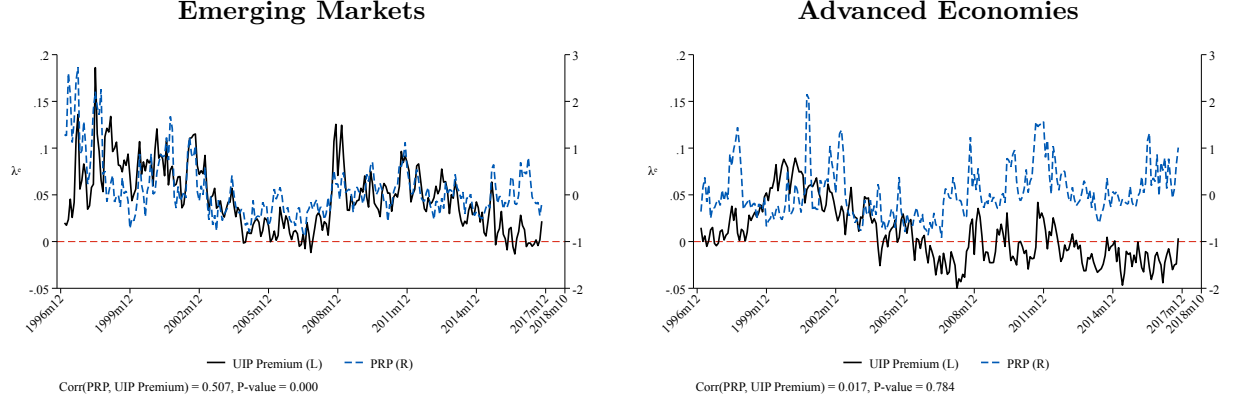 Emerging Markets
.2
.15
.1
.05
0
-.05
λᵉ
3
2
1
0
-1
-2
1996m12
1999m12
2002m12
2005m12
2008m12
2011m12
2014m12
2017m12
2018m10
UIP Premium (L) PRP (R)
Corr(PRP, UIP Premium) = 0.507, P-value = 0.000
Advanced Economies
.2
.15
.1
.05
0
-.05
λᵉ
3
2
1
0
-1
-2
1996m12
1999m12
2002m12
2005m12
2008m12
2011m12
2014m12
2017m12
2018m10
UIP Premium (L) PRP (R)
Corr(PRP, UIP Premium) = 0.017, P-value = 0.784